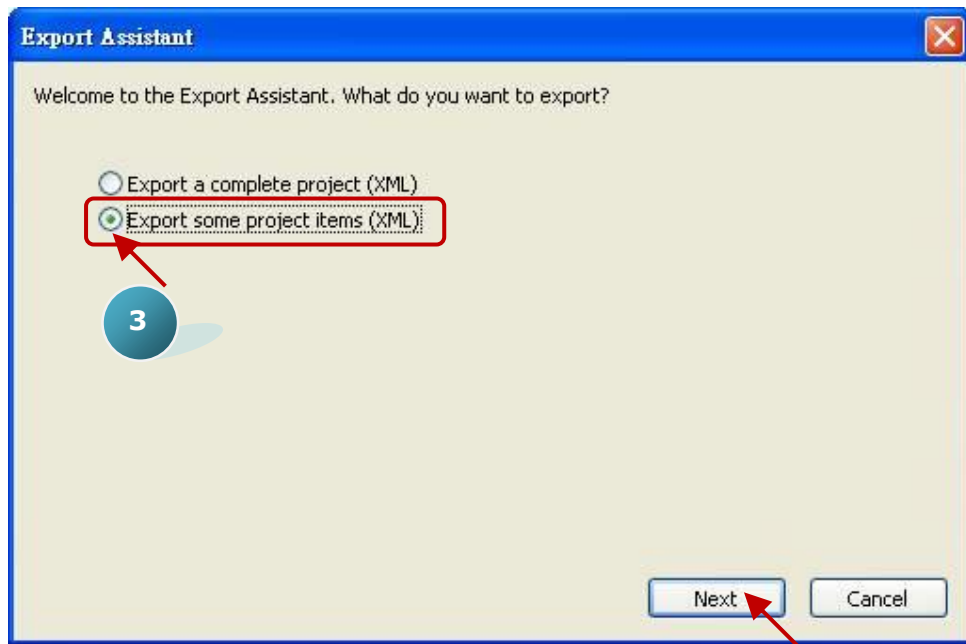 Export Assistant
Welcome to the Export Assistant. What do you want to export?
Export a complete project (XML)
Export some project items (XML)
3
Next
Cancel